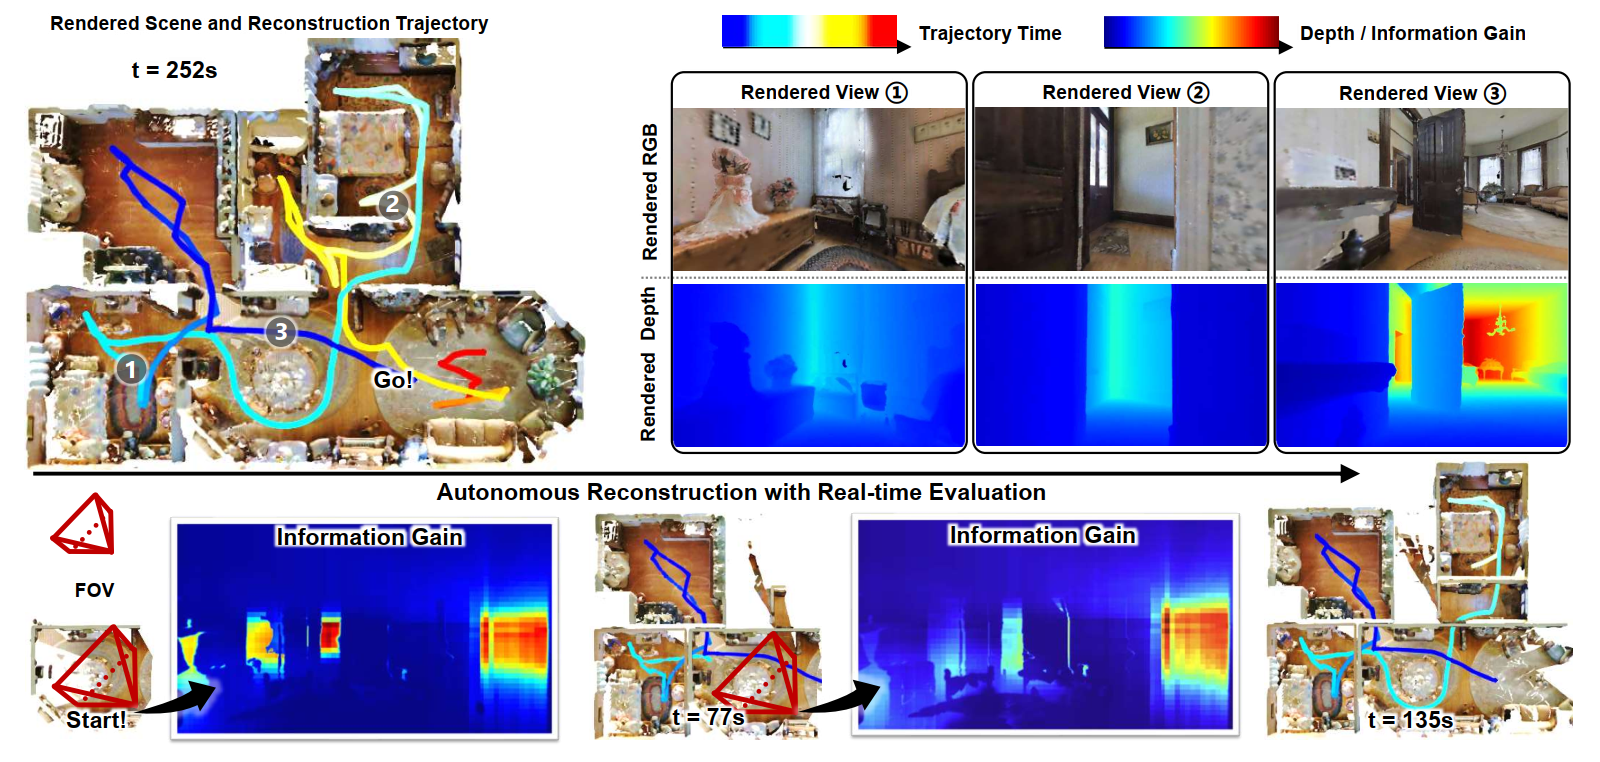 Rendered Scene and Reconstruction Trajectory
t = 252s
Trajectory Time
Depth / Information Gain
Rendered View ①
Rendered View ②
Rendered View ③
Rendered RGB
Rendered Depth
1
2
3
Go!
Autonomous Reconstruction with Real-time Evaluation
FOV
Start!
Information Gain
t = 77s
Information Gain
t = 135s